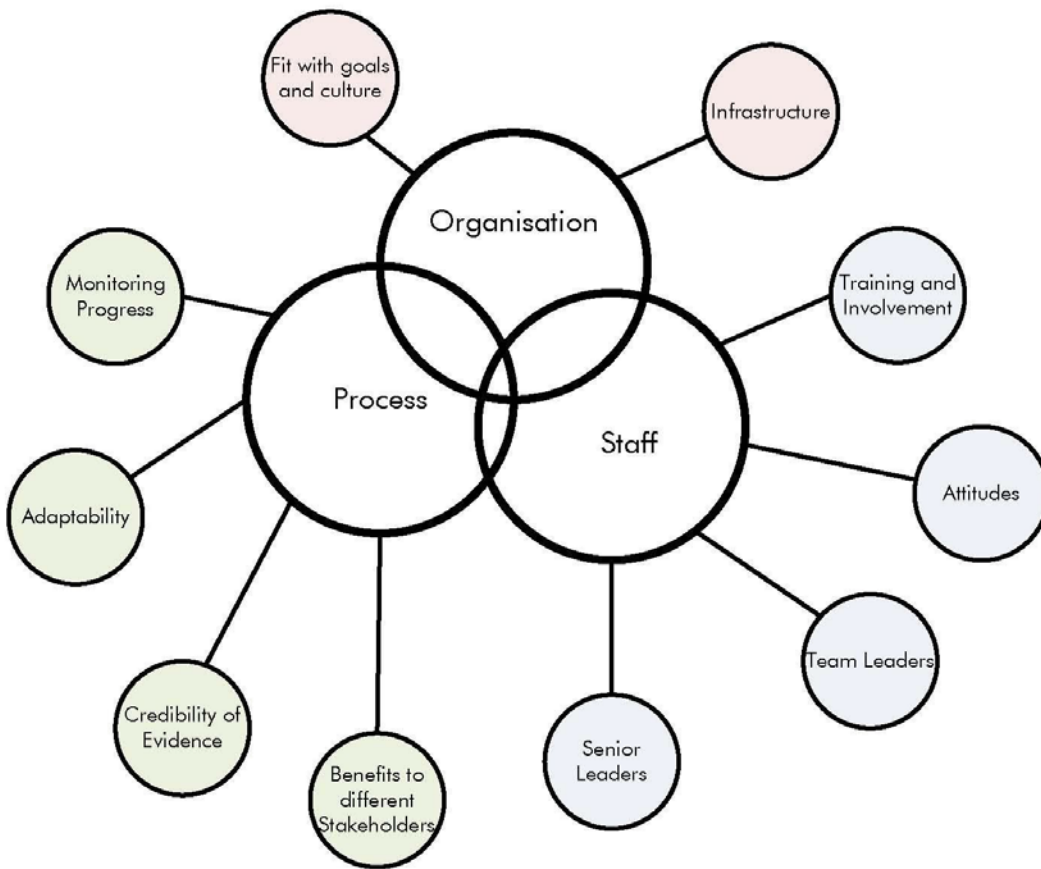 Fit with goals
and culture
Infrastructure
Organisation
Monitoring
Progress
Training and
Involvement
Process
Staff
Adaptability
Attitudes
Team Leaders
Credibility of
Evidence
Senior
Leaders
Benefits to
different
Stakeholders